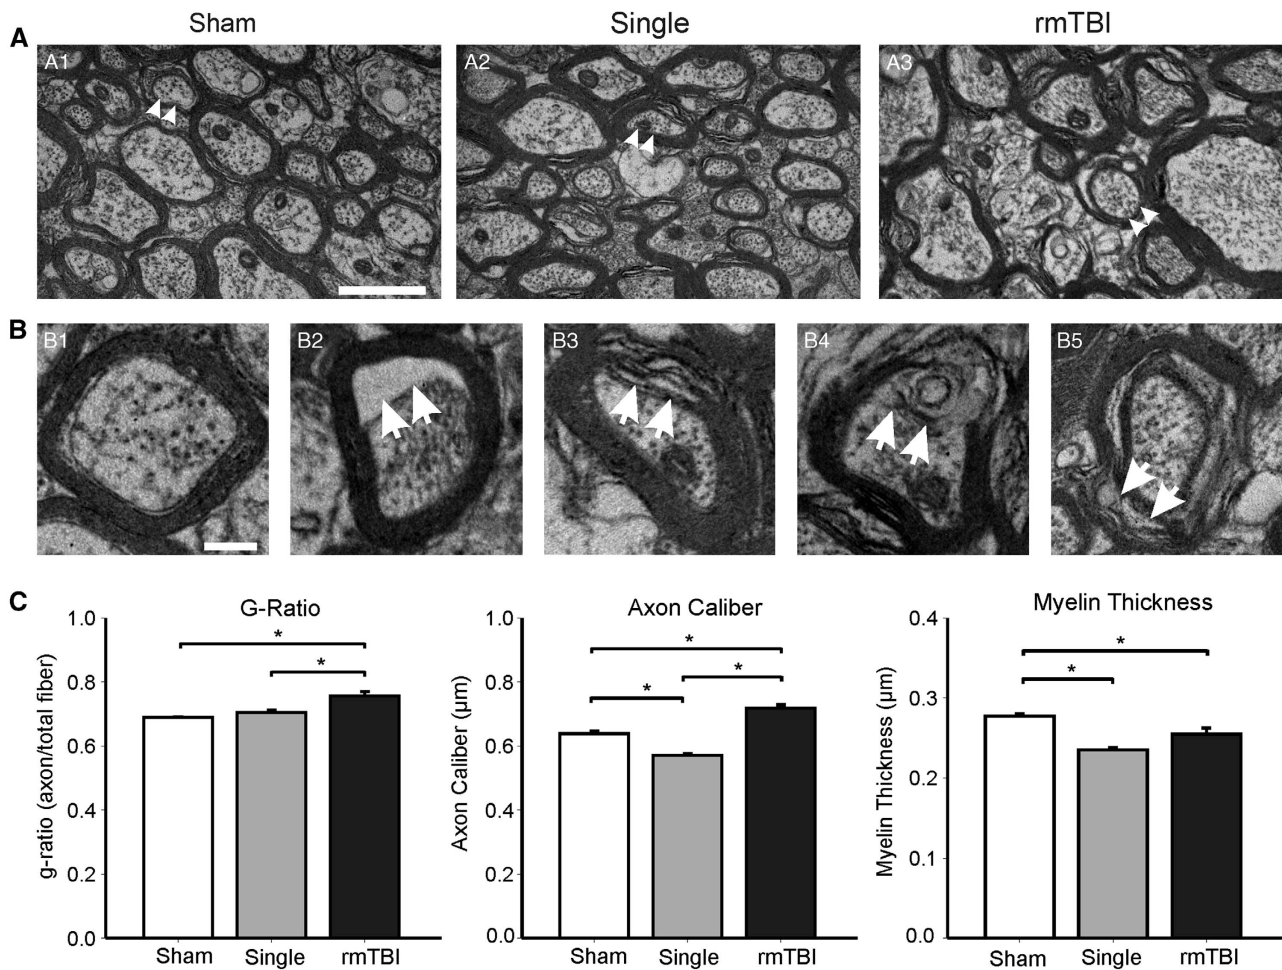 Sham Single rmTBI
A
A1 A2 A3
B
B1 B2 B3 B4 B5
C
G-Ratio Axon Caliber Myelin Thickness
g-ratio (axon/total fiber)
1.0
0.8
0.6
0.4
0.2
0.0
* *
Sham Single rmTBI
Axon Caliber (µm)
1.0
0.8
0.6
0.4
0.2
0.0
* * *
Sham Single rmTBI
Myelin Thickness (µm)
0.4
0.3
0.2
0.1
0.0
* *
Sham Single rmTBI